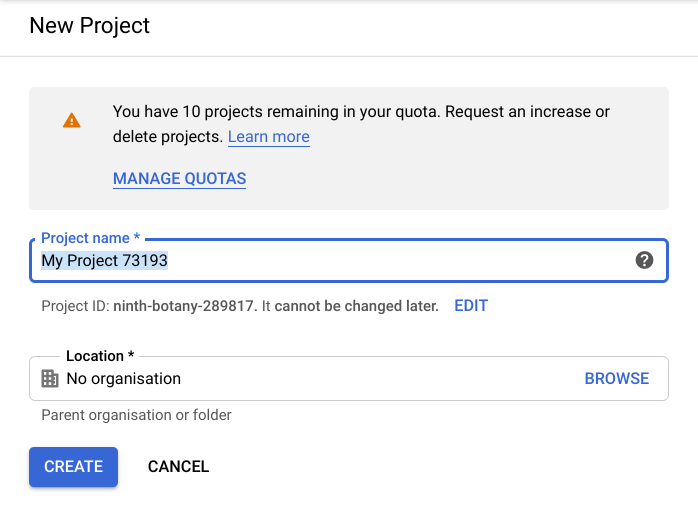 New Project
You have 10 projects remaining in your quota. Request an increase or
delete projects. Learn more
MANAGE QUOTAS
Project name *
My Project 73193
Project ID: ninth-botany-289817. It cannot be changed later. EDIT
Location *
No organisation BROWSE
Parent organisation or folder
CREATE CANCEL